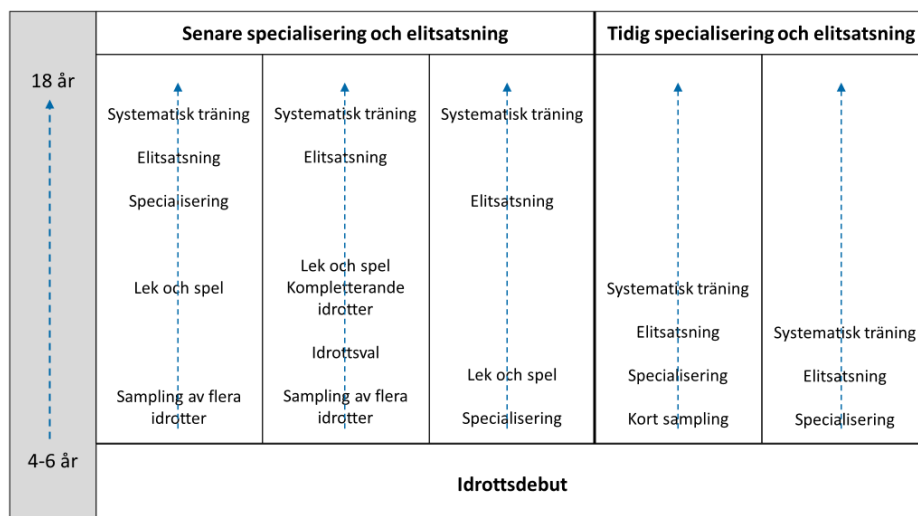 Senare specialisering och elitsatsning
Tidig specialisering och elitsatsning
18 år
4-6 år
Systematisk träning
Elitsatsning
Specialisering
Lek och spel
Sampling av flera
idrotter
Systematisk träning
Elitsatsning
Lek och spel
Kompletterande
idrotter
Idrottsval
Sampling av flera
idrotter
Systematisk träning
Elitsatsning
Lek och spel
Specialisering
Systematisk träning
Elitsatsning
Specialisering
Kort sampling
Systematisk träning
Elitsatsning
Specialisering
Idrottsdebut